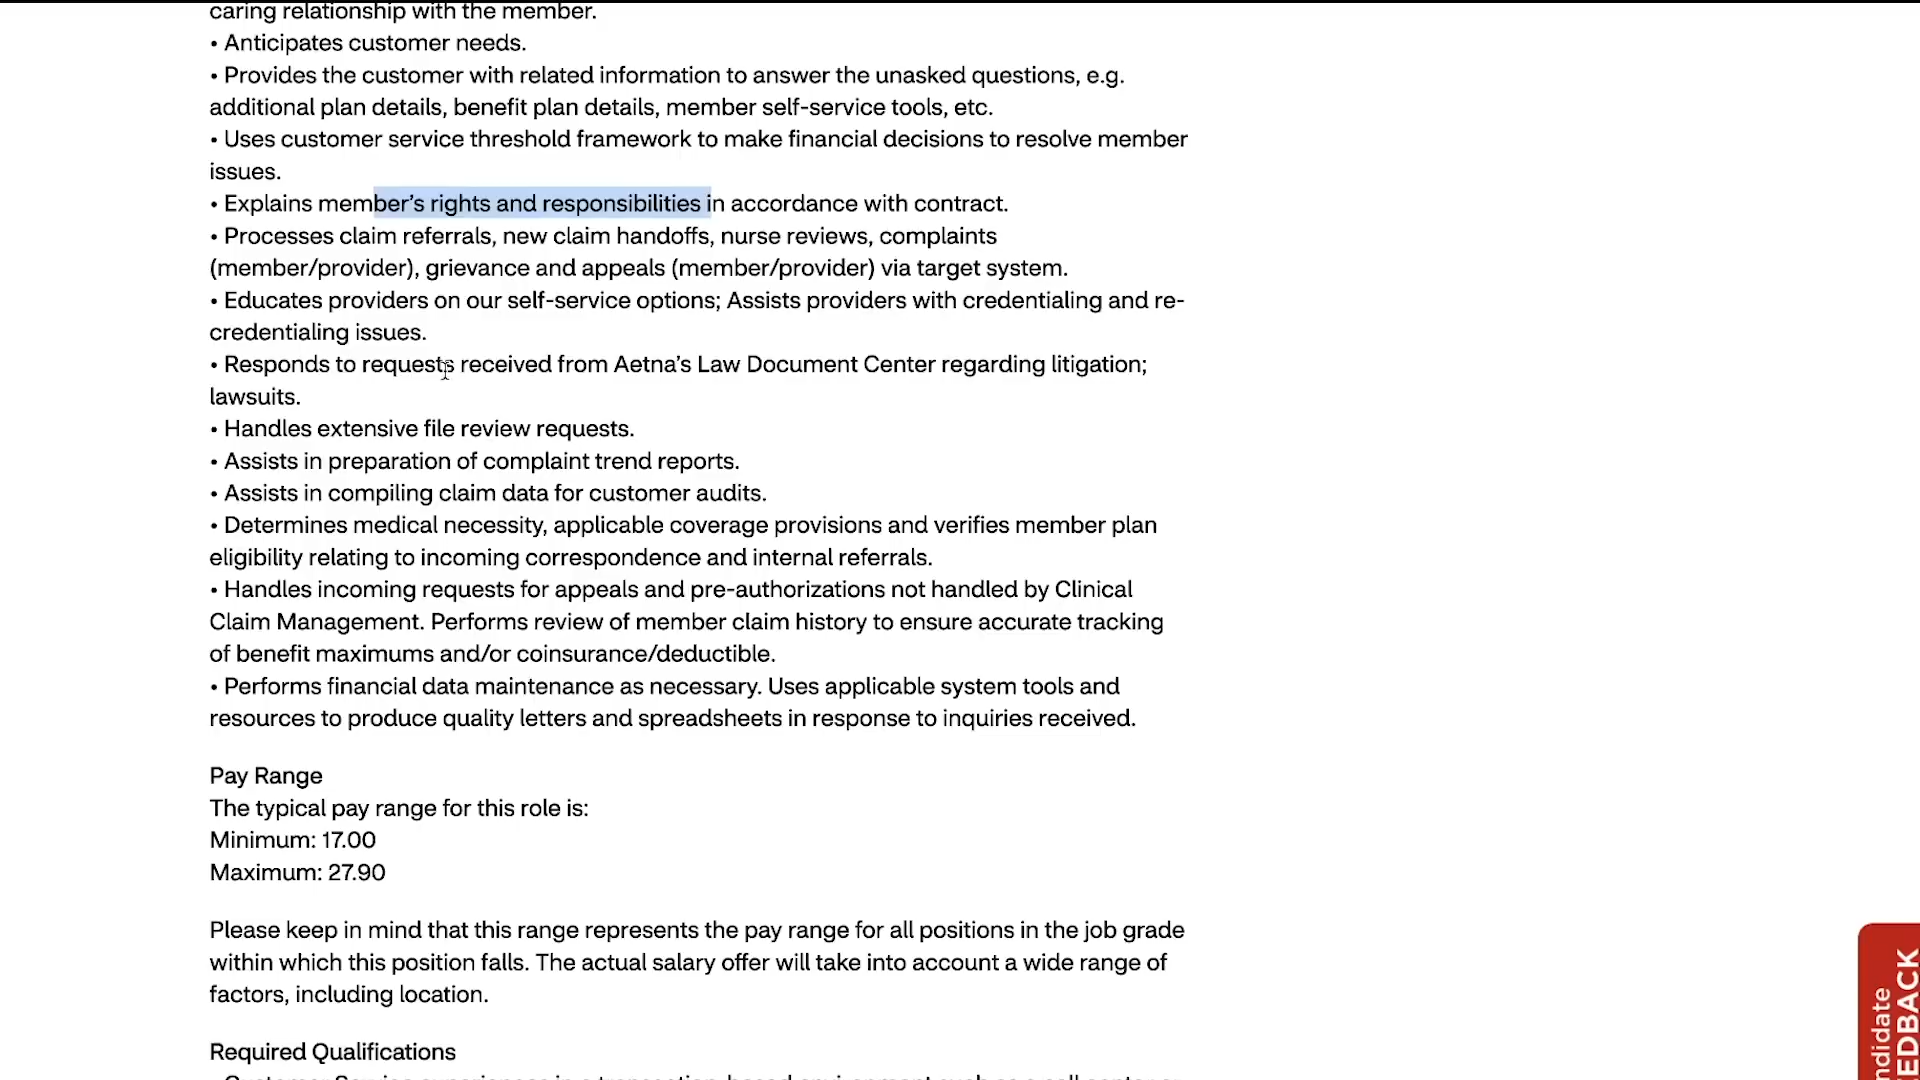 caring relationship with the member.
• Anticipates customer needs.
• Provides the customer with related information to answer the unasked questions, e.g.
additional plan details, benefit plan details, member self-service tools, etc.
• Uses customer service threshold framework to make financial decisions to resolve member
issues.
• Explains member’s rights and responsibilities in accordance with contract.
• Processes claim referrals, new claim handoffs, nurse reviews, complaints
(member/provider), grievance and appeals (member/provider) via target system.
• Educates providers on our self-service options; Assists providers with credentialing and re-
credentialing issues.
• Responds to requests received from Aetna’s Law Document Center regarding litigation;
lawsuits.
• Handles extensive file review requests.
• Assists in preparation of complaint trend reports.
• Assists in compiling claim data for customer audits.
• Determines medical necessity, applicable coverage provisions and verifies member plan
eligibility relating to incoming correspondence and internal referrals.
• Handles incoming requests for appeals and pre-authorizations not handled by Clinical
Claim Management. Performs review of member claim history to ensure accurate tracking
of benefit maximums and/or coinsurance/deductible.
• Performs financial data maintenance as necessary. Uses applicable system tools and
resources to produce quality letters and spreadsheets in response to inquiries received.
Pay Range
The typical pay range for this role is:
Minimum: 17.00
Maximum: 27.90
Please keep in mind that this range represents the pay range for all positions in the job grade
within which this position falls. The actual salary offer will take into account a wide range of
factors, including location.
Required Qualifications
ndidate
EDBACK